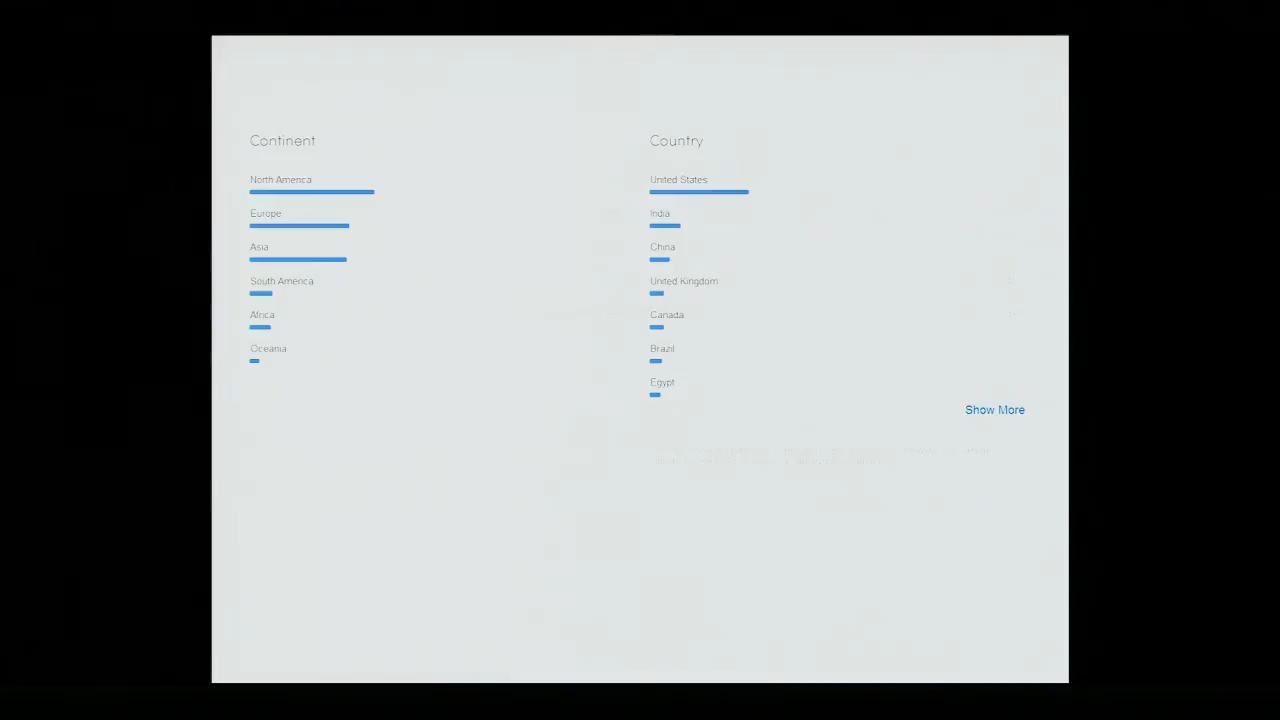 Continent
North America
Europe
Asia
South America
Africa
Oceania
Country
United States
India
China
United Kingdom
Canada
Brazil
Egypt
Show More